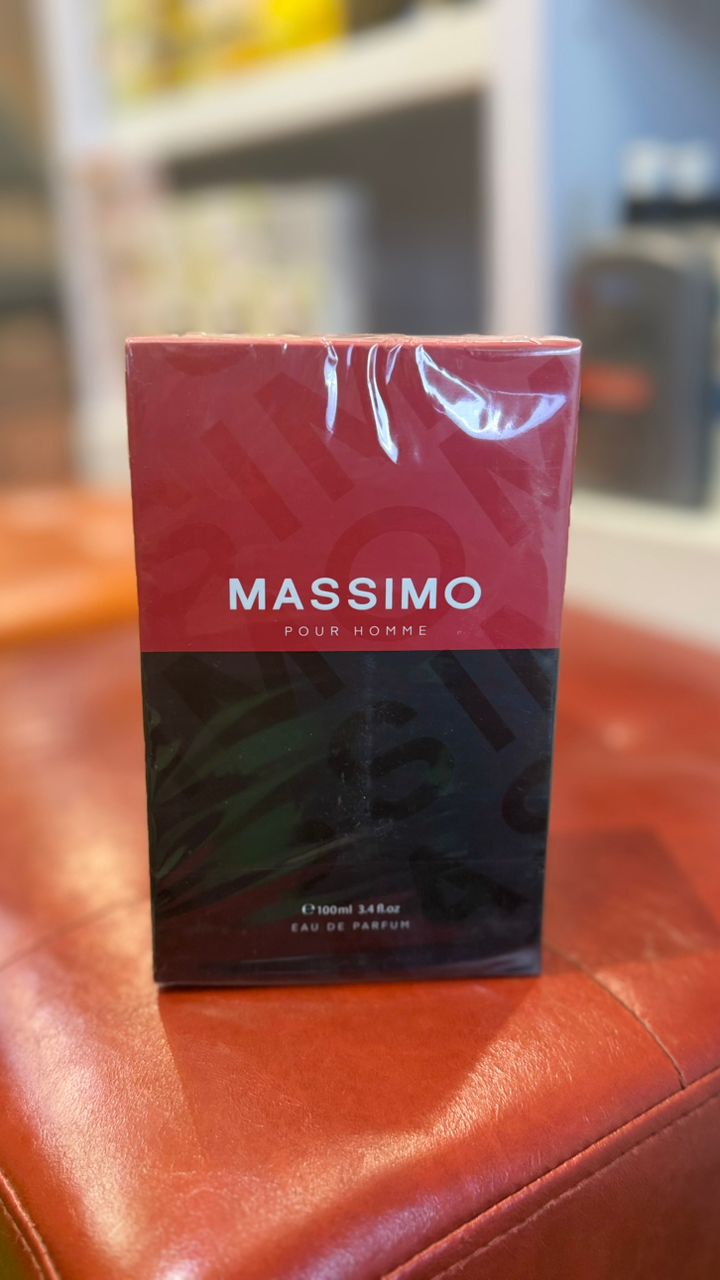 MASSIMO
POUR HOMME
℮100ml 3.4 fl.oz
EAU DE PARFUM